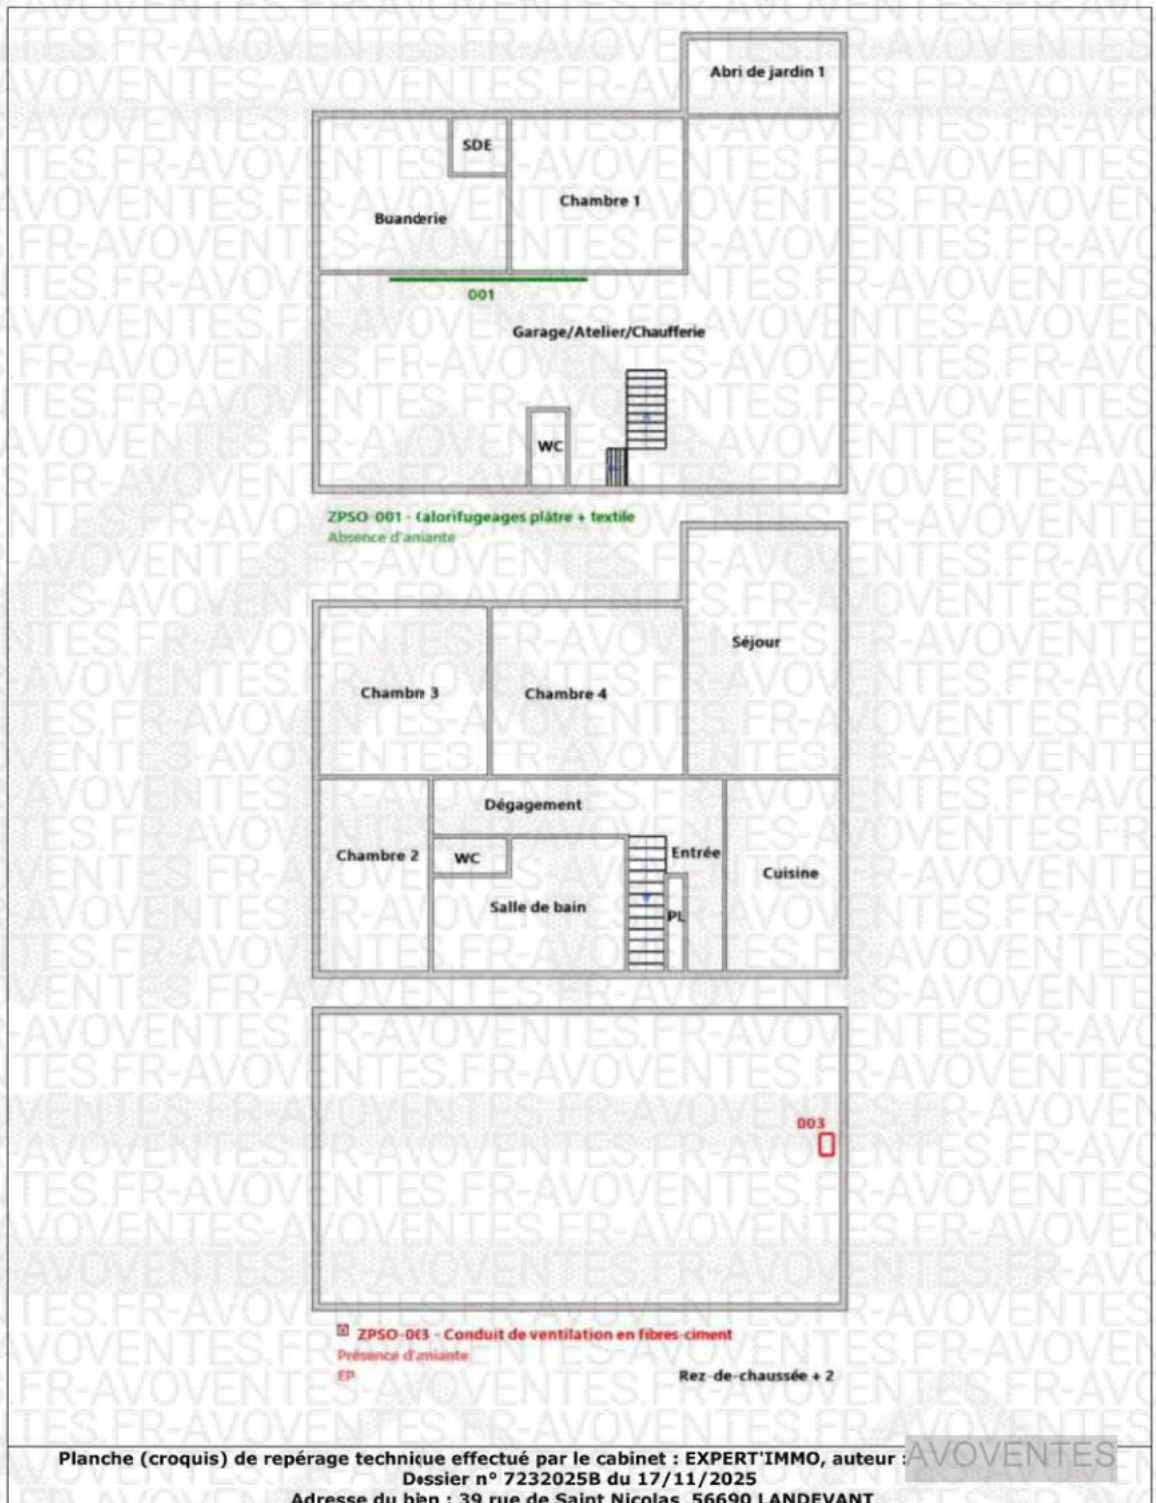 Abri de jardin 1
SDE
Chambre 1
Buanderie
001
Garage/Atelier/Chaufferie
WC
ZPSO-001 - Calorifugeages plâtre + textile
Absence d'amiante
Séjour
Chambre 3
Chambre 4
Dégagement
Chambre 2
WC
Entrée
Cuisine
Salle de bain
PL
003
ZPSO-003 - Conduit de ventilation en fibres-ciment
Présence d'amiante
EP
Rez-de-chaussée + 2
Planche (croquis) de repérage technique effectué par le cabinet : EXPERT'IMMO, auteur :
AVOVENTES
Dossier n° 7232025B du 17/11/2025
Adresse du bien : 39 rue de Saint Nicolas 56690 LANDEVANT